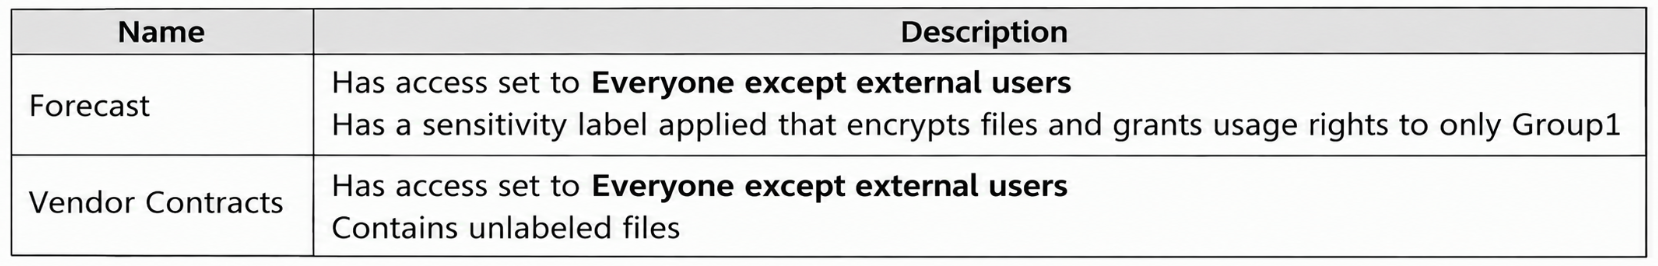 Name Description
Forecast
Has access set to Everyone except external users
Has a sensitivity label applied that encrypts files and grants usage rights to only Group1
Vendor Contracts
Has access set to Everyone except external users
Contains unlabeled files